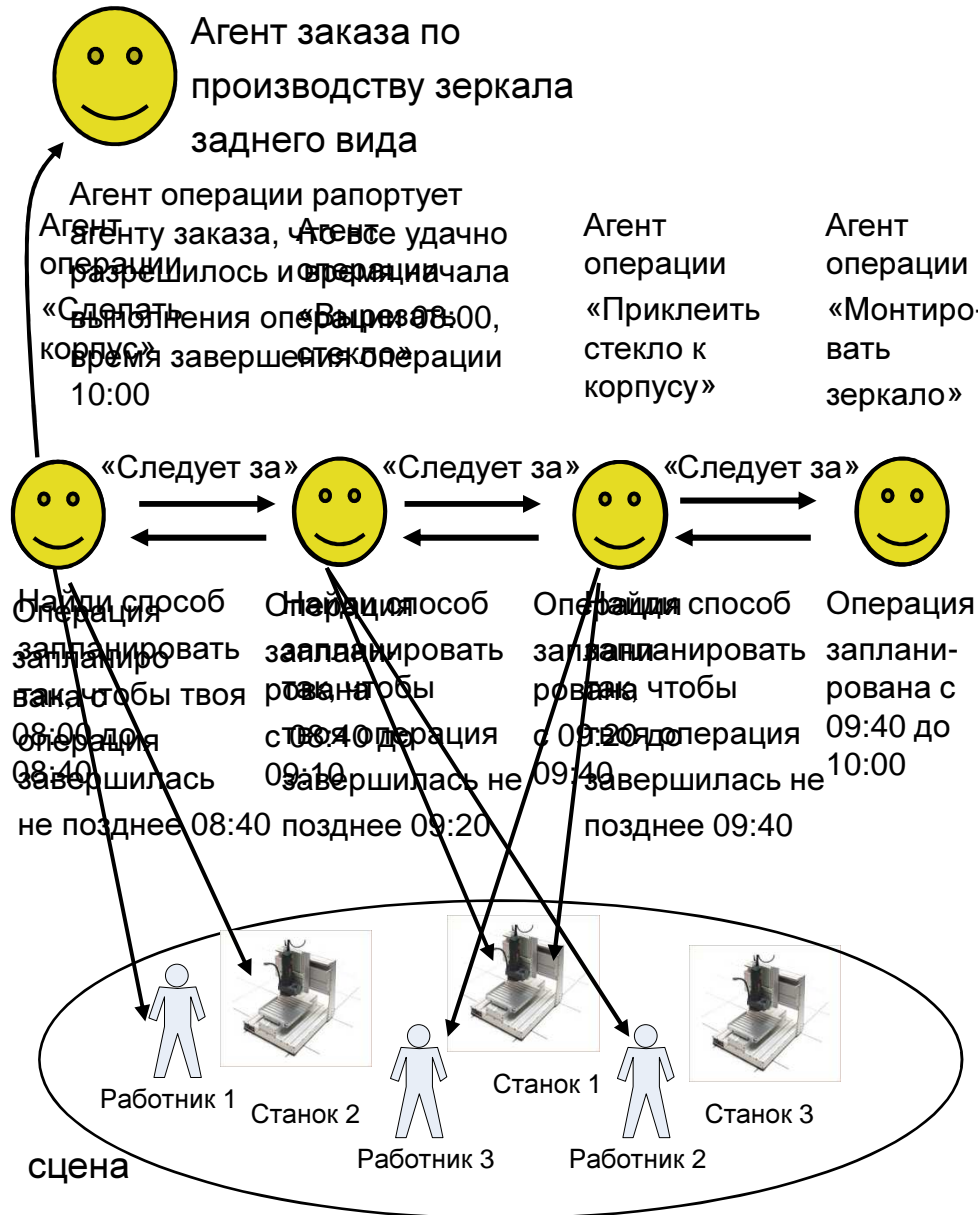 Агент заказа по
производству зеркала
заднего вида
Агент операции рапортует
агенту заказа, что все удачно
разрешилось и время начала
выполнения операции 08:00,
время завершения операции
10:00
Агент
операции
«Сделать
корпус»
Агент
операции
«Вырезать
стекло»
Агент
операции
«Приклеить
стекло к
корпусу»
Агент
операции
«Монтиро-
вать
зеркало»
«Следует за»
«Следует за»
«Следует за»
Найди способ
запланировать
так, чтобы твоя
операция
завершилась
не позднее 08:40
Операция
запланиро
вана с
08:00 до
08:40
Найди способ
запланировать
так, чтобы
твоя операция
завершилась не
позднее 09:20
Операция
заплани-
рована
с 08:40 до
09:10
Найди способ
запланировать
так, чтобы
твоя операция
завершилась не
позднее 09:40
Операция
заплани-
рована
с 09:20 до
09:40
Операция
заплани-
рована с
09:40 до
10:00
Работник 1
Станок 2
Работник 3
Станок 1
Работник 2
Станок 3
сцена